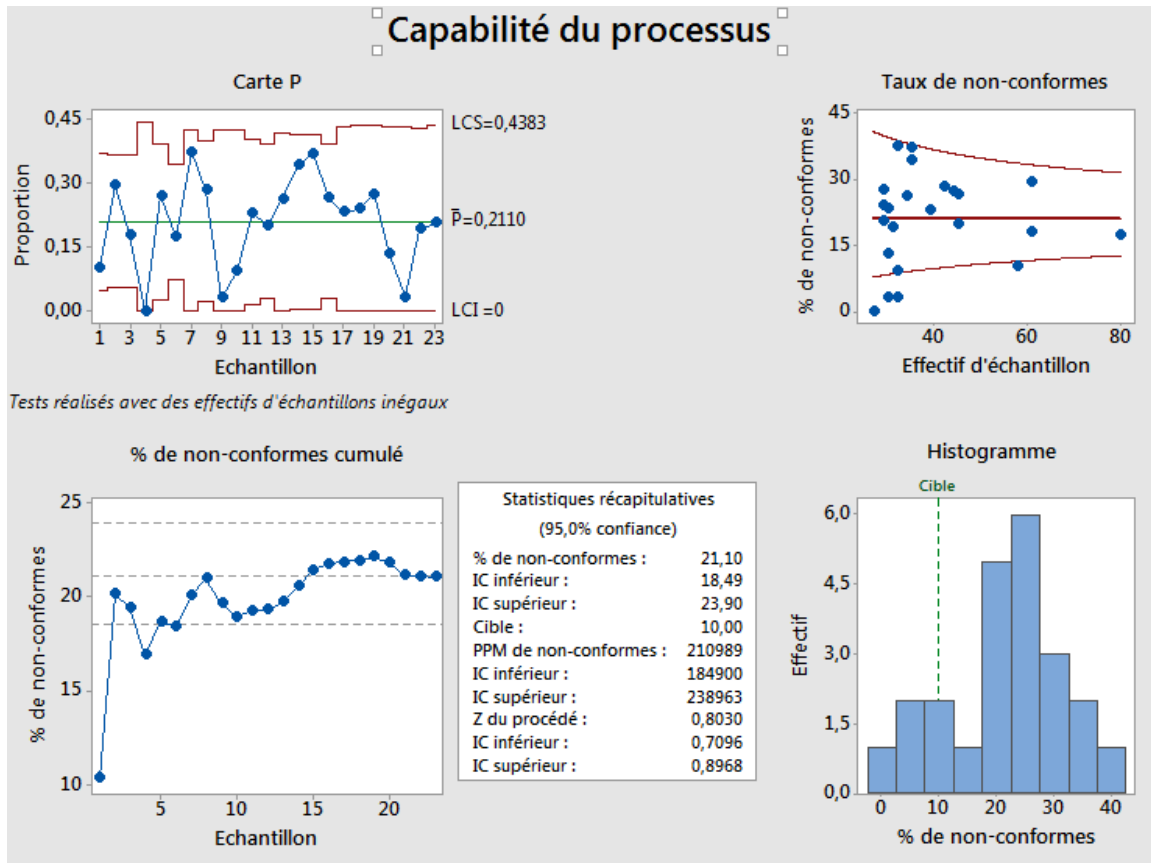 Capabilité du processus
Carte P
0,45
0,30
0,15
0,00
Proportion
LCS=0,4383
P̄=0,2110
LCI =0
1 3 5 7 9 11 13 15 17 19 21 23
Echantillon
Tests réalisés avec des effectifs d'échantillons inégaux
Taux de non-conformes
45
30
15
0
% de non-conformes
40 60 80
Effectif d'échantillon
% de non-conformes cumulé
25
20
15
10
% de non-conformes
5 10 15 20
Echantillon
Statistiques récapitulatives
(95,0% confiance)
% de non-conformes : 21,10
IC inférieur : 18,49
IC supérieur : 23,90
Cible : 10,00
PPM de non-conformes : 210989
IC inférieur : 184900
IC supérieur : 238963
Z du procédé : 0,8030
IC inférieur : 0,7096
IC supérieur : 0,8968
Histogramme
Cible
6,0
4,5
3,0
1,5
0,0
Effectif
0 10 20 30 40
% de non-conformes